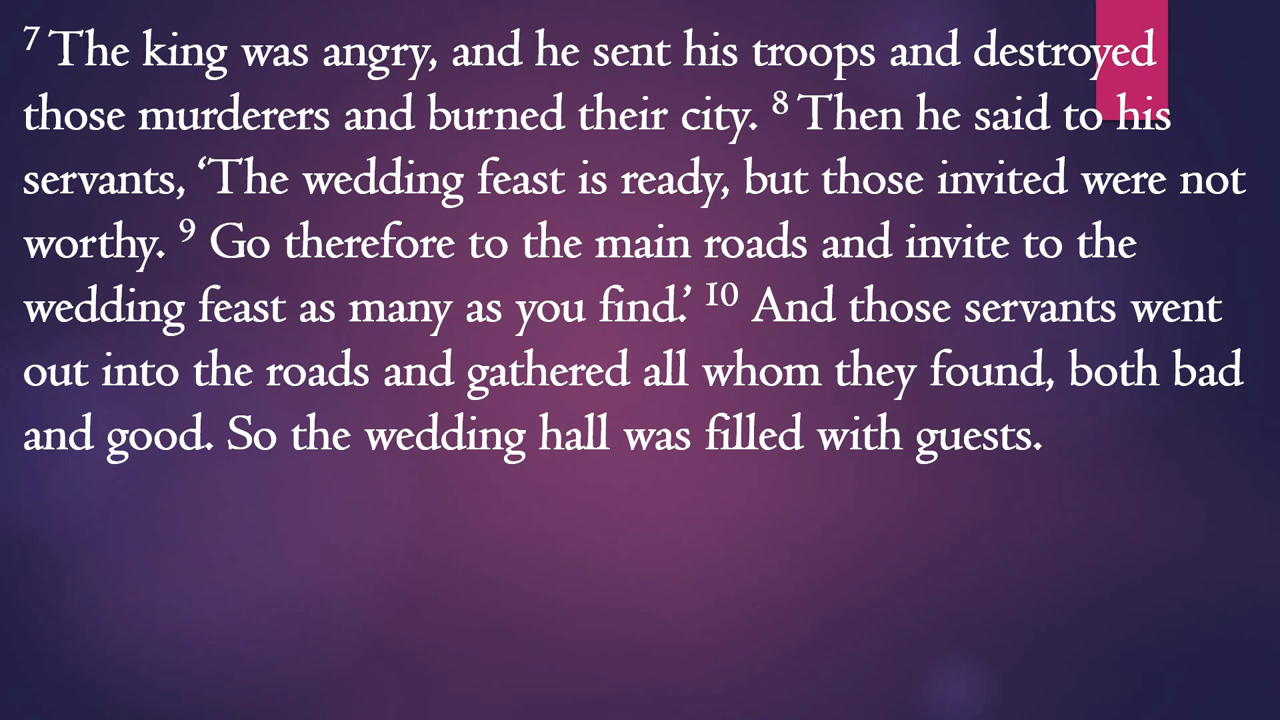 ⁷ The king was angry, and he sent his troops and destroyed
those murderers and burned their city. ⁸ Then he said to his
servants, ‘The wedding feast is ready, but those invited were not
worthy. ⁹ Go therefore to the main roads and invite to the
wedding feast as many as you find.’ ¹⁰ And those servants went
out into the roads and gathered all whom they found, both bad
and good. So the wedding hall was filled with guests.